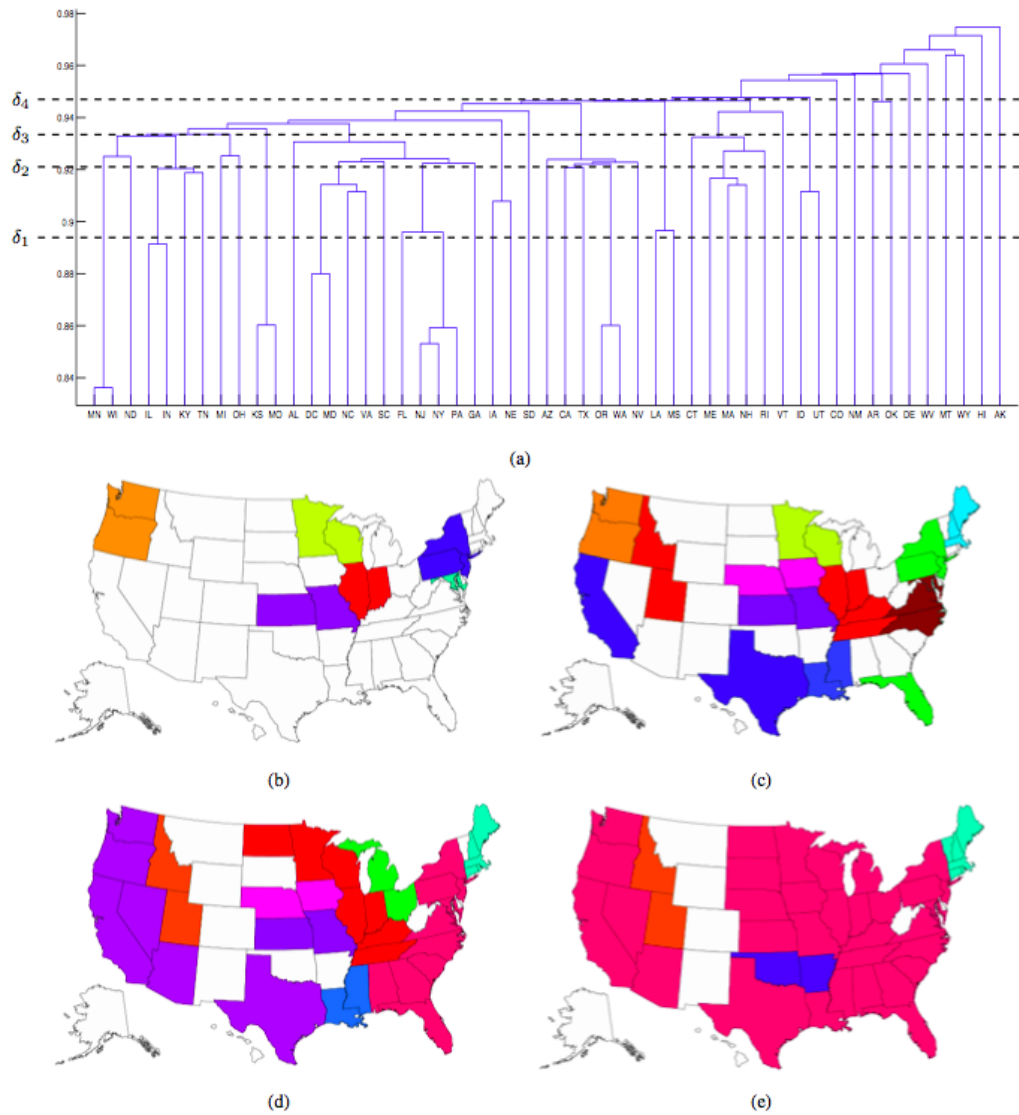 0.98
0.96
δ4
0.94
δ3
δ2
0.92
0.9
δ1
0.88
0.86
0.84
MN WI ND IL IN KY TN MI OH KS MO AL DC MD NC VA SC FL NJ NY PA GA IA NE SD AZ CA TX OR WA NV LA MS CT ME MA NH RI VT ID UT CO NM AR OK DE WV MT WY HI AK
(a)
(b)
(c)
(d)
(e)